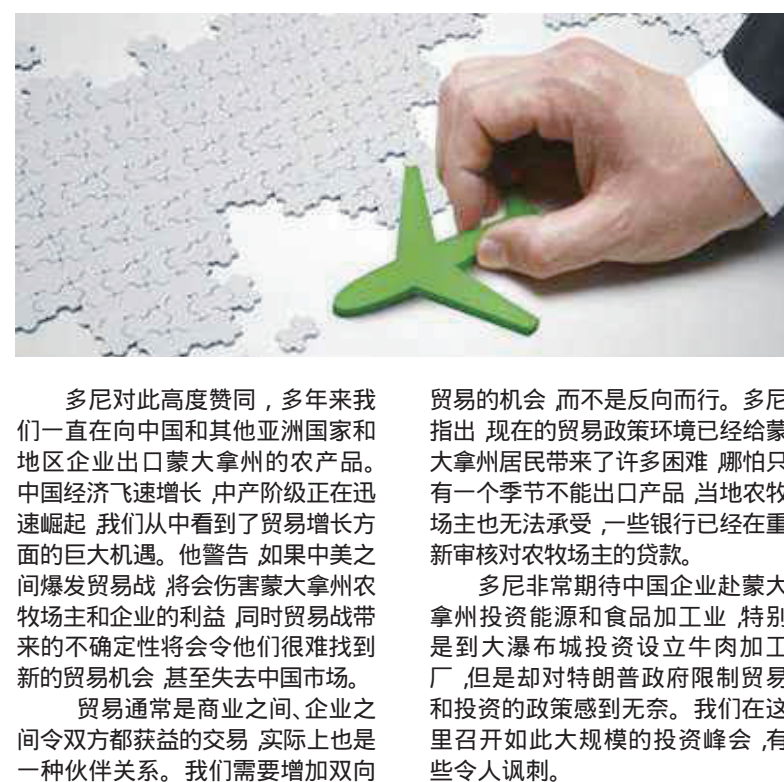 多尼对此高度赞同，多年来我
们一直在向中国和其他亚洲国家和
地区企业出口蒙大拿州的农产品。
中国经济飞速增长,中产阶级正在迅
速崛起,我们从中看到了贸易增长方
面的巨大机遇。他警告,如果中美之
间爆发贸易战,将会伤害蒙大拿州农
牧场主和企业的利益,同时贸易战带
来的不确定性将会令他们很难找到
新的贸易机会,甚至失去中国市场。
贸易通常是商业之间、企业之
间令双方都获益的交易,实际上也是
一种伙伴关系。我们需要增加双向
贸易的机会,而不是反向而行。多尼
指出,现在的贸易政策环境已经给蒙
大拿州居民带来了许多困难,哪怕只
有一个季节不能出口产品,当地农牧
场主也无法承受,一些银行已经在重
新审核对农牧场主的贷款。
多尼非常期待中国企业赴蒙大
拿州投资能源和食品加工业,特别
是到大瀑布城投资设立牛肉加工
厂,但是却对特朗普政府限制贸易
和投资的政策感到无奈。我们在这
里召开如此大规模的投资峰会,有
些令人讽刺。